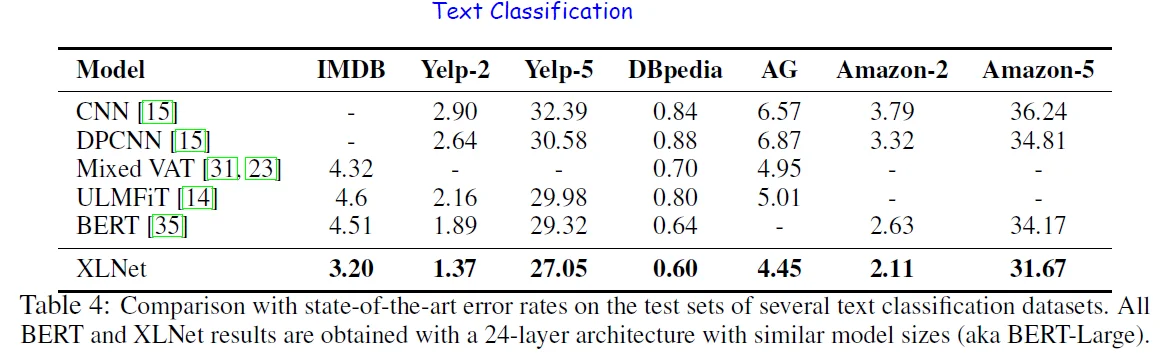 Text Classification
Model IMDB Yelp-2 Yelp-5 DBpedia AG Amazon-2 Amazon-5
CNN [15] - 2.90 32.39 0.84 6.57 3.79 36.24
DPCNN [15] - 2.64 30.58 0.88 6.87 3.32 34.81
Mixed VAT [31, 23] 4.32 - - 0.70 4.95 - -
ULMFiT [14] 4.6 2.16 29.98 0.80 5.01 - -
BERT [35] 4.51 1.89 29.32 0.64 - 2.63 34.17
XLNet 3.20 1.37 27.05 0.60 4.45 2.11 31.67
Table 4: Comparison with state-of-the-art error rates on the test sets of several text classification datasets. All
BERT and XLNet results are obtained with a 24-layer architecture with similar model sizes (aka BERT-Large).